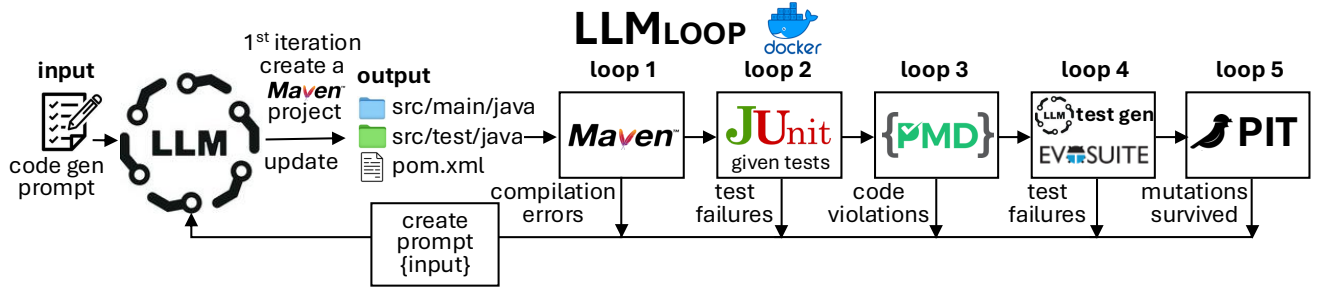 LLMLOOP
docker
input
code gen
prompt
LLM
1st iteration
create a
Maven™
project
update
output
src/main/java
src/test/java
pom.xml
loop 1
Maven™
compilation
errors
loop 2
JUnit
given tests
test
failures
loop 3
{PMD}
code
violations
loop 4
LLM test gen
EVOSUITE
test
failures
loop 5
PIT
mutations
survived
create
prompt
{input}